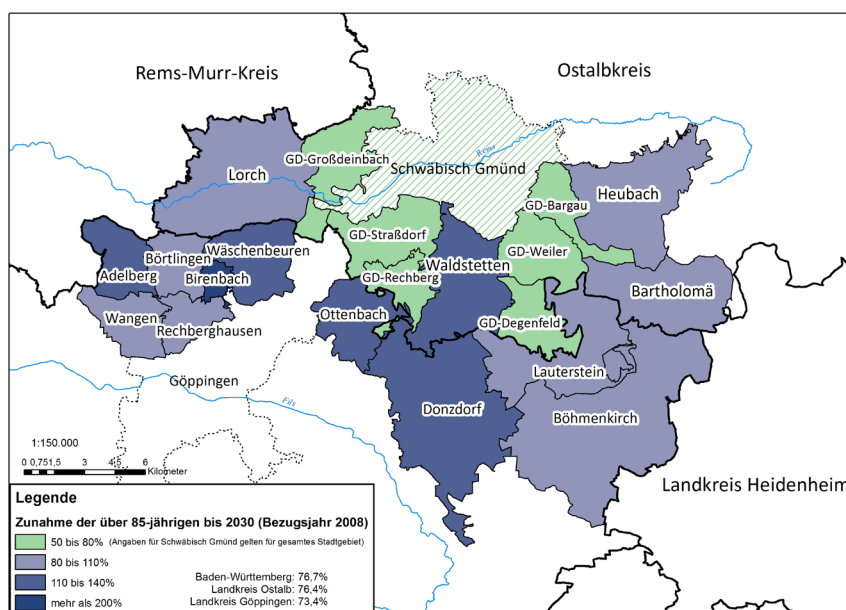 Rems-Murr-Kreis
Ostalbkreis
Rems
GD-Großdeinbach
Schwäbisch Gmünd
Lorch
Heubach
GD-Bargau
GD-Straßdorf
Wäschenbeuren
GD-Weiler
Börtlingen
Waldstetten
Adelberg
GD-Rechberg
Birenbach
Bartholomä
Ottenbach
Wangen
GD-Degenfeld
Rechberghausen
Lauterstein
Göppingen
Fils
Donzdorf
Böhmenkirch
1:150.000
0 0,75 1,5 3 4 6
Kilometer
Landkreis Heidenheim
Legende
Zunahme der über 85-jährigen bis 2030 (Bezugsjahr 2008)
50 bis 80% (Angaben für Schwäbisch Gmünd gelten für gesamtes Stadtgebiet)
80 bis 110%
110 bis 140%
mehr als 200%
Baden-Württemberg: 76,7%
Landkreis Ostalb: 76,4%
Landkreis Göppingen: 73,4%